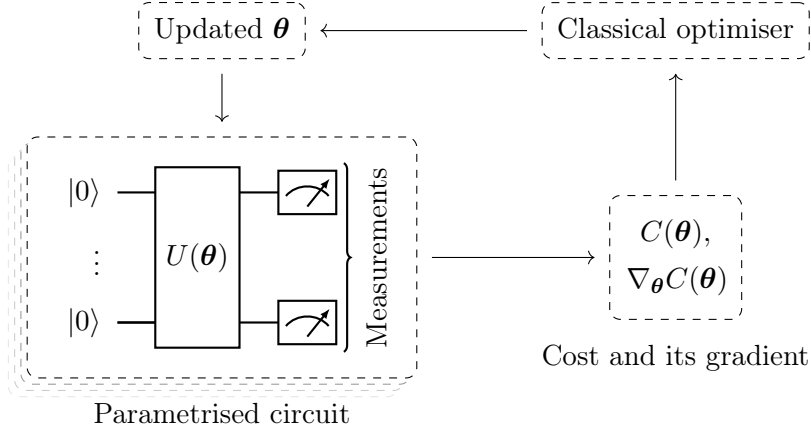 Updated 𝜽
Classical optimiser
|0⟩
⋮
|0⟩
U(𝜽)
Measurements
C(𝜽),
∇𝜽C(𝜽)
Cost and its gradient
Parametrised circuit